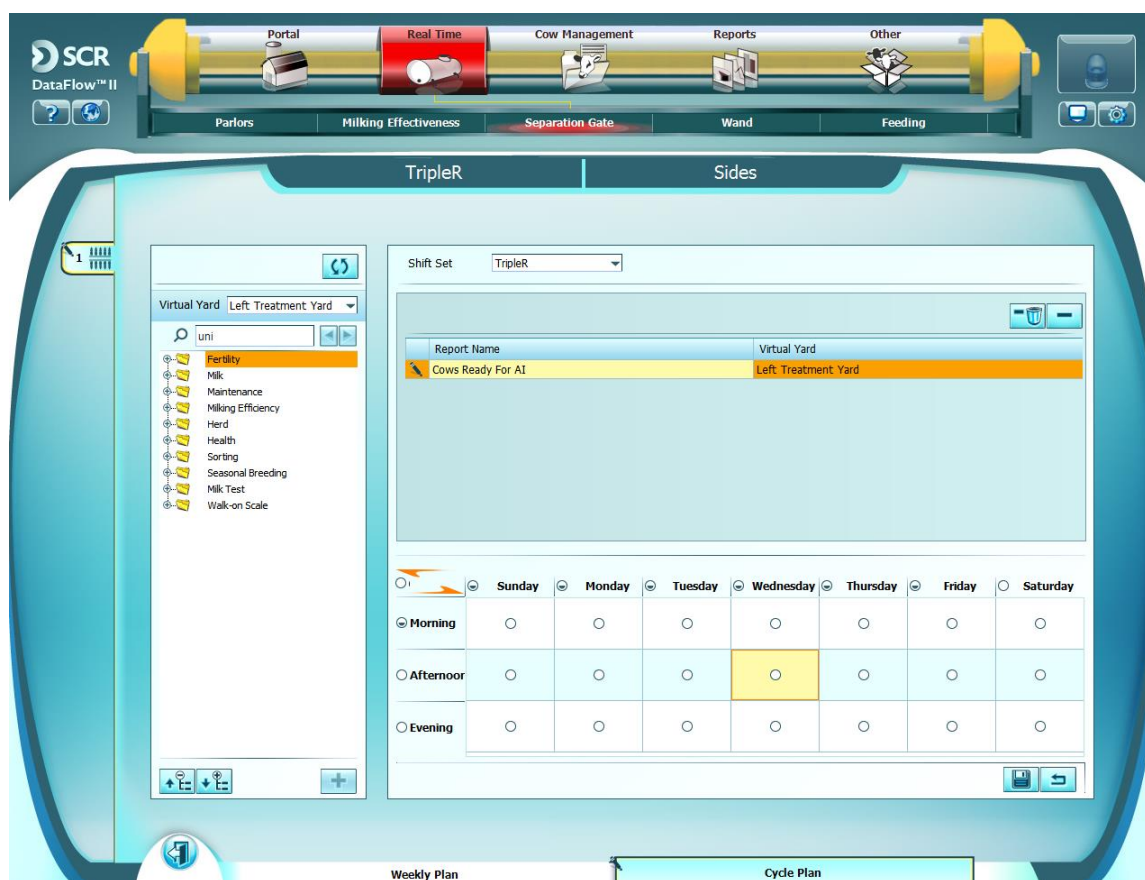 Portal Real Time Cow Management Reports Other
SCR
DataFlow™ II
?
Parlors Milking Effectiveness Separation Gate Wand Feeding
TripleR Sides
1
Shift Set TripleR
Virtual Yard Left Treatment Yard
uni
Report Name Virtual Yard
Cows Ready For AI Left Treatment Yard
Fertility
Milk
Maintenance
Milking Efficiency
Herd
Health
Sorting
Seasonal Breeding
Milk Test
Walk-on Scale
Sunday Monday Tuesday Wednesday Thursday Friday Saturday
Morning
Afternoor
Evening
Weekly Plan Cycle Plan